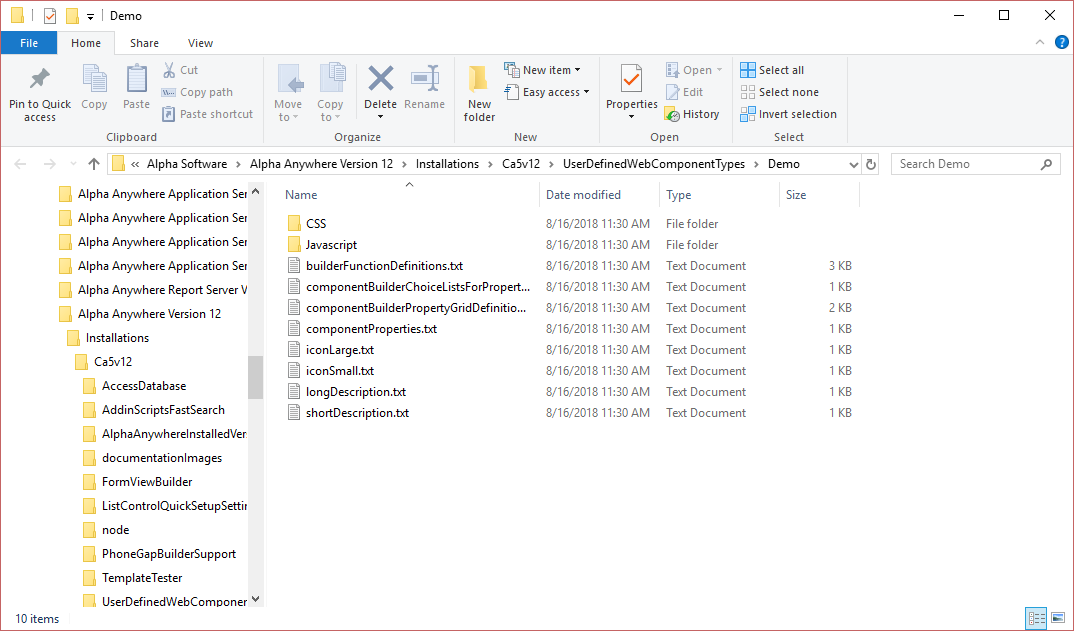 Demo
File Home Share View
Pin to Quick access
Copy
Paste
Cut
Copy path
Paste shortcut
Clipboard
Move to
Copy to
Delete
Rename
Organize
New folder
New item
Easy access
New
Properties
Open
Edit
History
Open
Select all
Select none
Invert selection
Select
« Alpha Software › Alpha Anywhere Version 12 › Installations › Ca5v12 › UserDefinedWebComponentTypes › Demo
Search Demo
Alpha Anywhere Application Ser
Alpha Anywhere Application Ser
Alpha Anywhere Application Ser
Alpha Anywhere Application Ser
Alpha Anywhere Report Server V
Alpha Anywhere Version 12
Installations
Ca5v12
AccessDatabase
AddinScriptsFastSearch
AlphaAnywhereInstalledVer
documentationImages
FormViewBuilder
ListControlQuickSetupSettin
node
PhoneGapBuilderSupport
TemplateTester
UserDefinedWebComponen
Name Date modified Type Size
CSS 8/16/2018 11:30 AM File folder
Javascript 8/16/2018 11:30 AM File folder
builderFunctionDefinitions.txt 8/16/2018 11:30 AM Text Document 3 KB
componentBuilderChoiceListsForPropert... 8/16/2018 11:30 AM Text Document 1 KB
componentBuilderPropertyGridDefinitio... 8/16/2018 11:30 AM Text Document 2 KB
componentProperties.txt 8/16/2018 11:30 AM Text Document 1 KB
iconLarge.txt 8/16/2018 11:30 AM Text Document 1 KB
iconSmall.txt 8/16/2018 11:30 AM Text Document 1 KB
longDescription.txt 8/16/2018 11:30 AM Text Document 1 KB
shortDescription.txt 8/16/2018 11:30 AM Text Document 1 KB
10 items